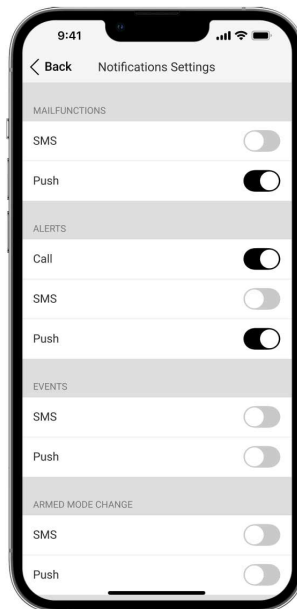 9:41
Back Notifications Settings
MAILFUNCTIONS
SMS
Push
ALERTS
Call
SMS
Push
EVENTS
SMS
Push
ARMED MODE CHANGE
SMS
Push